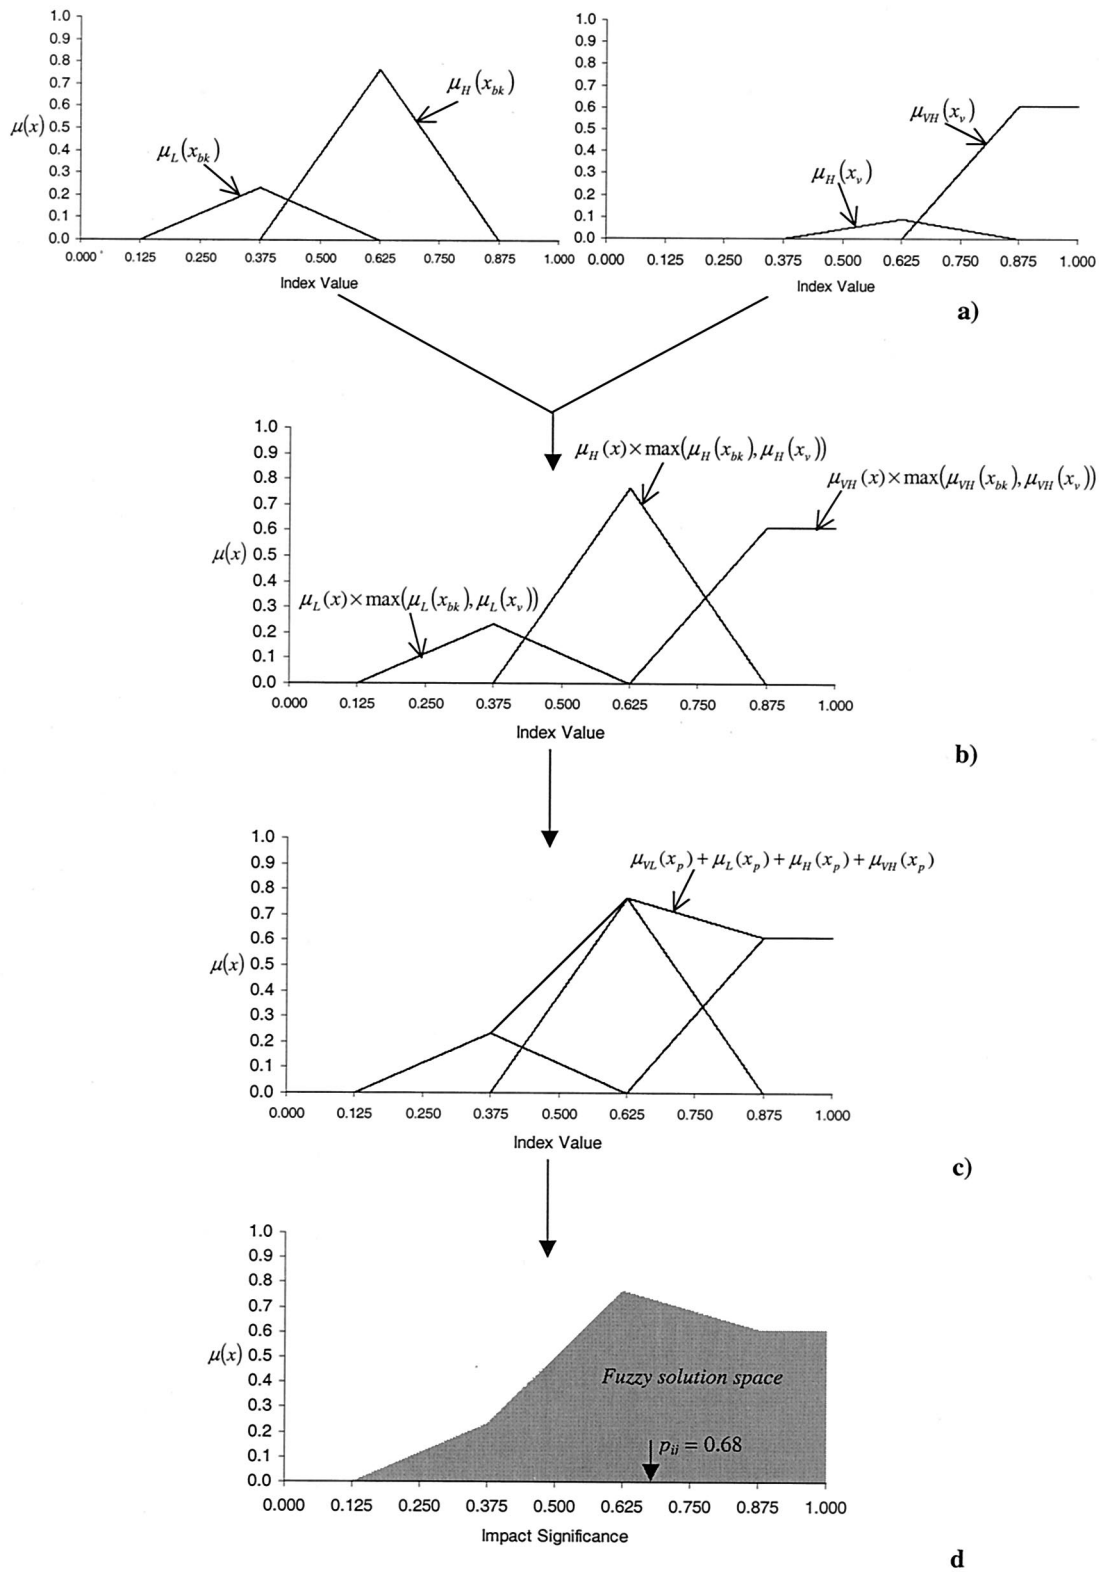 1.0
0.9
0.8
0.7
0.6
μ(x) 0.5
0.4
0.3
0.2
0.1
0.0
μ_L(x_bk)
μ_H(x_bk)
0.000 0.125 0.250 0.375 0.500 0.625 0.750 0.875 1.000
Index Value
1.0
0.9
0.8
0.7
0.6
0.5
0.4
0.3
0.2
0.1
0.0
μ_VH(x_v)
μ_H(x_v)
0.000 0.125 0.250 0.375 0.500 0.625 0.750 0.875 1.000
Index Value
a)
1.0
0.9
0.8
0.7
0.6
μ(x) 0.5
0.4
0.3
0.2
0.1
0.0
μ_H(x)×max(μ_H(x_bk),μ_H(x_v))
μ_VH(x)×max(μ_VH(x_bk),μ_VH(x_v))
μ_L(x)×max(μ_L(x_bk),μ_L(x_v))
0.000 0.125 0.250 0.375 0.500 0.625 0.750 0.875 1.000
Index Value
b)
1.0
0.9
0.8
0.7
0.6
μ(x) 0.5
0.4
0.3
0.2
0.1
0.0
μ_VL(x_p)+μ_L(x_p)+μ_H(x_p)+μ_VH(x_p)
0.000 0.125 0.250 0.375 0.500 0.625 0.750 0.875 1.000
Index Value
c)
1.0
0.9
0.8
0.7
0.6
μ(x) 0.5
0.4
0.3
0.2
0.1
0.0
Fuzzy solution space
p_ij = 0.68
0.000 0.125 0.250 0.375 0.500 0.625 0.750 0.875 1.000
Impact Significance
d